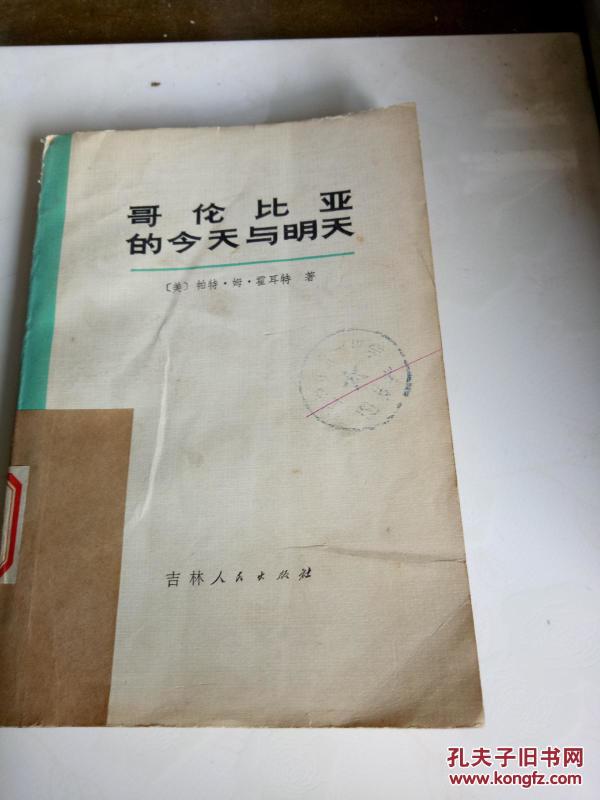 哥伦比亚
的今天与明天
〔美〕帕特·姆·霍耳特 著
吉林人民出版社
孔夫子旧书网
www.kongfz.com